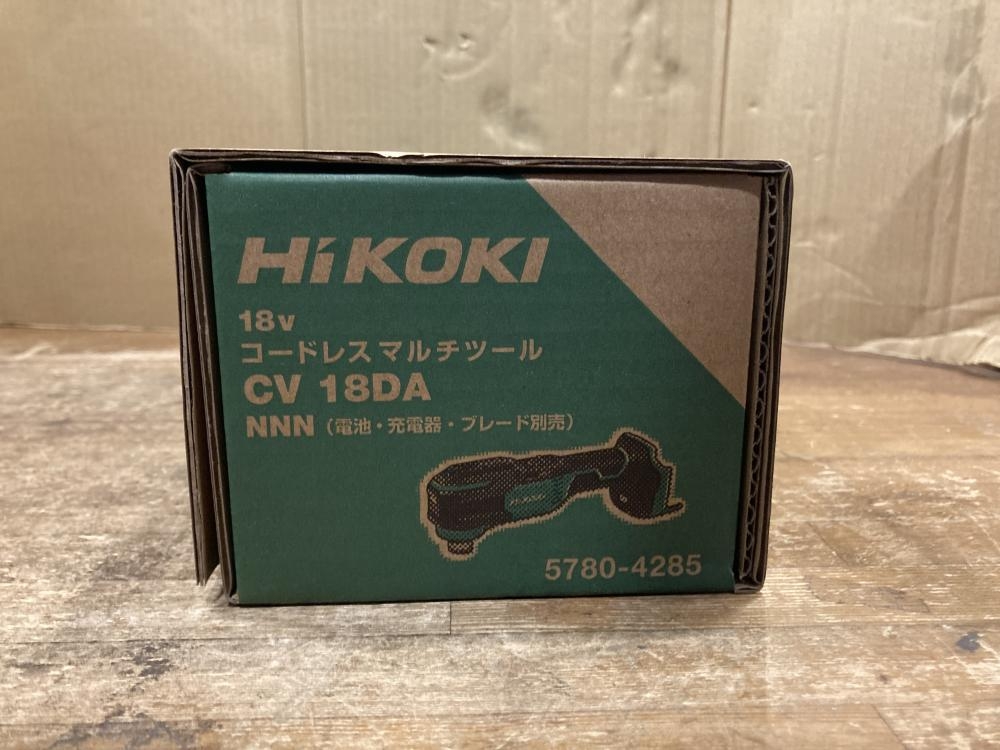 HiKOKI
18v
コードレスマルチツール
CV 18DA
NNN（電池・充電器・ブレード別売）
5780-4285